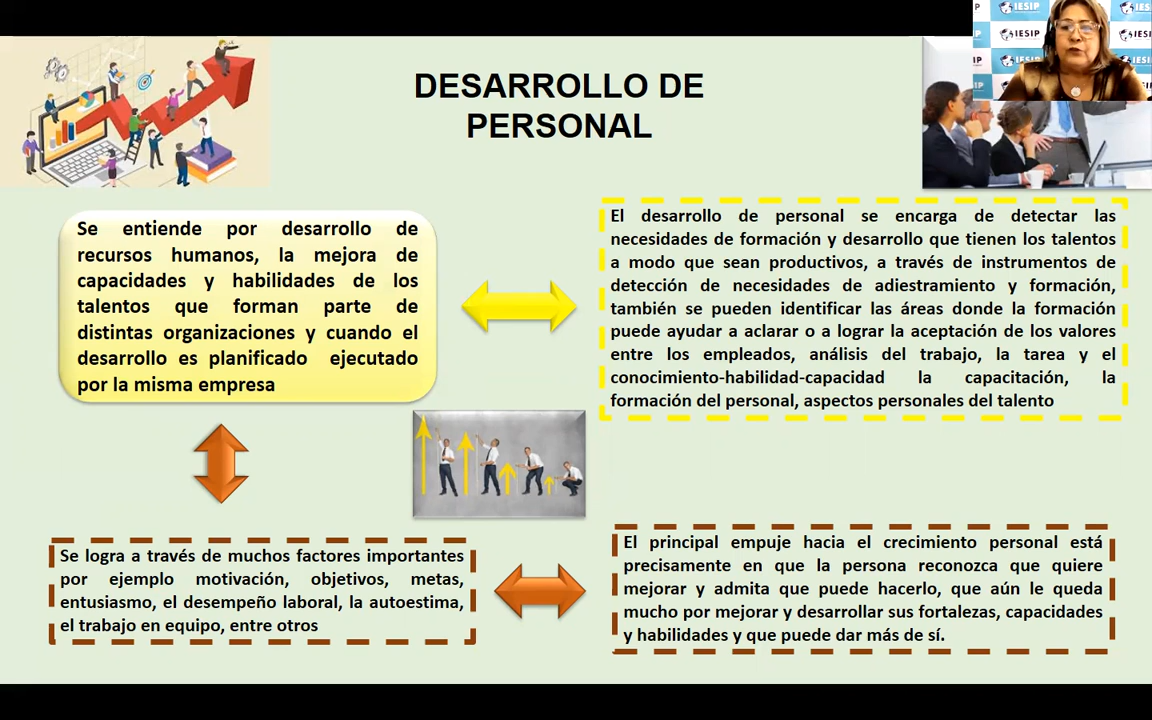 IESIP
IESIP
IESIP
IESIP
DESARROLLO DE
PERSONAL
Se entiende por desarrollo de
recursos humanos, la mejora de
capacidades y habilidades de los
talentos que forman parte de
distintas organizaciones y cuando el
desarrollo es planificado ejecutado
por la misma empresa
El desarrollo de personal se encarga de detectar las
necesidades de formación y desarrollo que tienen los talentos
a modo que sean productivos, a través de instrumentos de
detección de necesidades de adiestramiento y formación,
también se pueden identificar las áreas donde la formación
puede ayudar a aclarar o a lograr la aceptación de los valores
entre los empleados, análisis del trabajo, la tarea y el
conocimiento-habilidad-capacidad la capacitación, la
formación del personal, aspectos personales del talento
Se logra a través de muchos factores importantes
por ejemplo motivación, objetivos, metas,
entusiasmo, el desempeño laboral, la autoestima,
el trabajo en equipo, entre otros
El principal empuje hacia el crecimiento personal está
precisamente en que la persona reconozca que quiere
mejorar y admita que puede hacerlo, que aún le queda
mucho por mejorar y desarrollar sus fortalezas, capacidades
y habilidades y que puede dar más de sí.